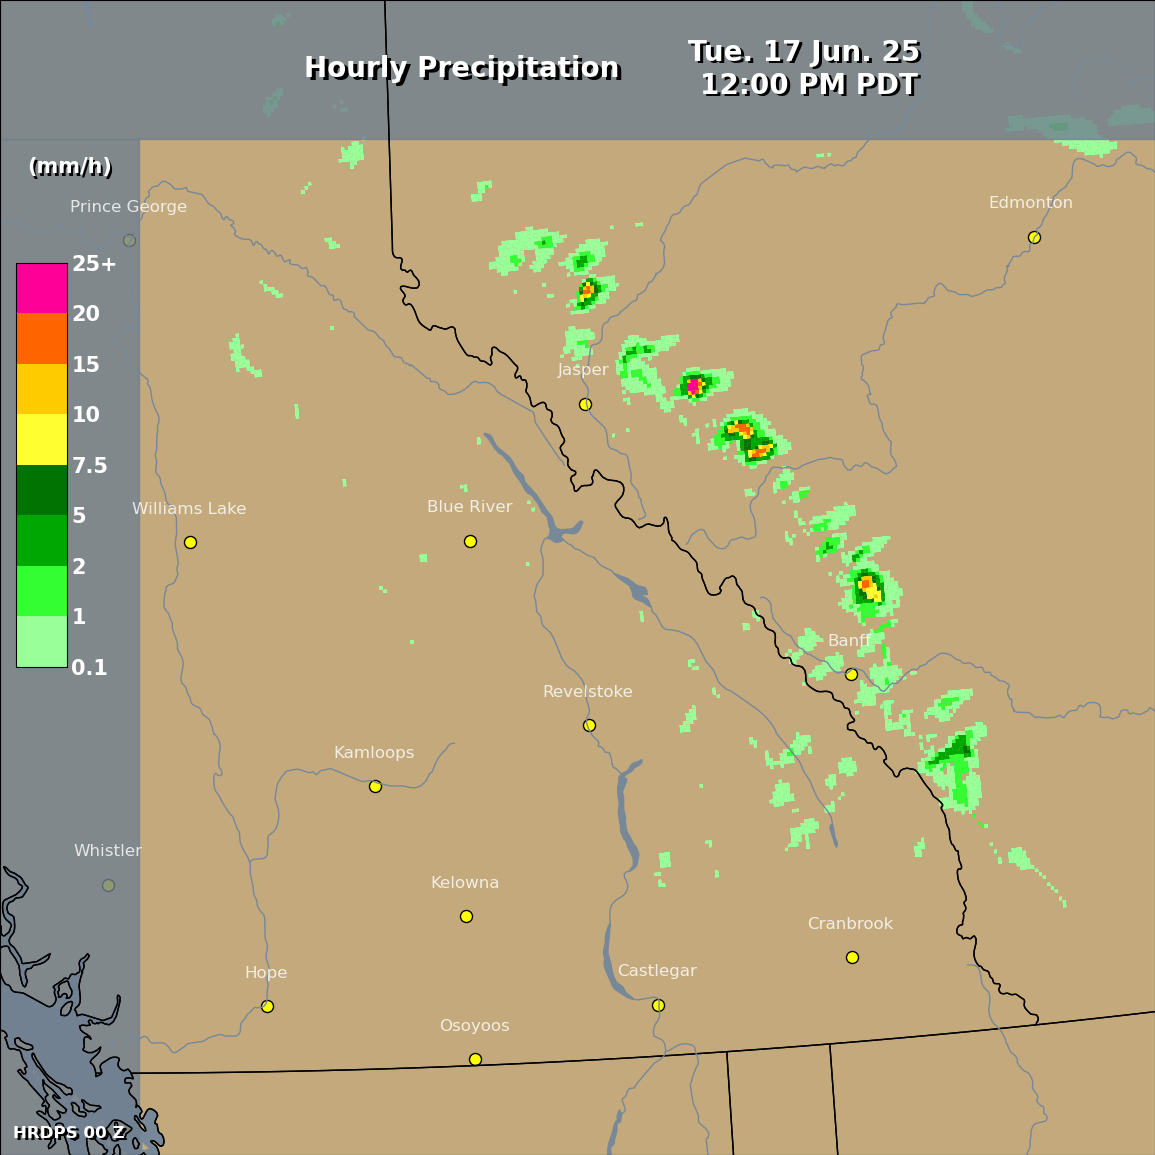 Hourly Precipitation
Tue. 17 Jun. 25
12:00 PM PDT
(mm/h)
25+
20
15
10
7.5
5
2
1
0.1
Prince George
Edmonton
Jasper
Williams Lake
Blue River
Banff
Revelstoke
Kamloops
Whistler
Kelowna
Cranbrook
Hope
Castlegar
Osoyoos
HRDPS 00 Z